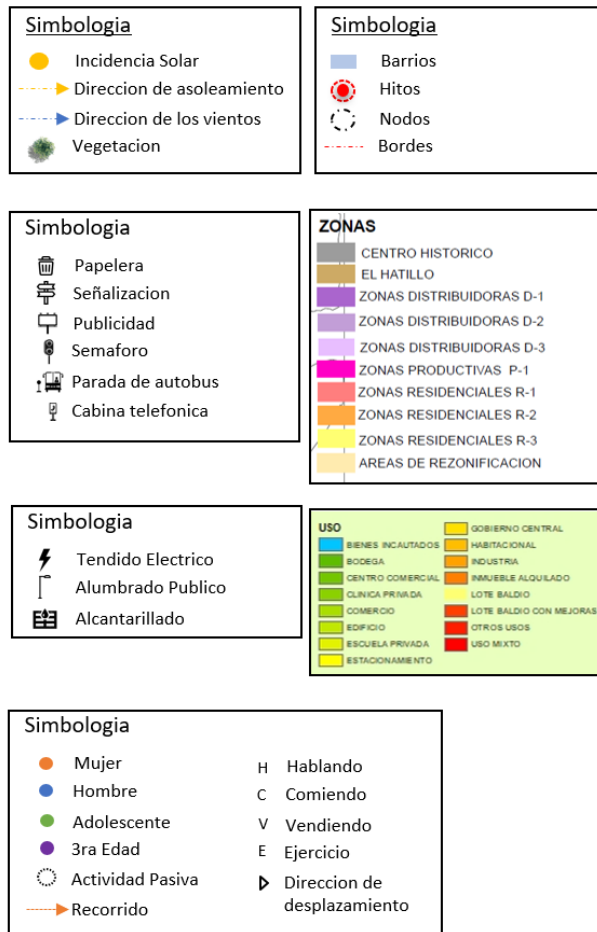 Simbologia
Incidencia Solar
Direccion de asoleamiento
Direccion de los vientos
Vegetacion
Simbologia
Barrios
Hitos
Nodos
Bordes
Simbologia
Papelera
Señalizacion
Publicidad
Semaforo
Parada de autobus
Cabina telefonica
ZONAS
CENTRO HISTORICO
EL HATILLO
ZONAS DISTRIBUIDORAS D-1
ZONAS DISTRIBUIDORAS D-2
ZONAS DISTRIBUIDORAS D-3
ZONAS PRODUCTIVAS P-1
ZONAS RESIDENCIALES R-1
ZONAS RESIDENCIALES R-2
ZONAS RESIDENCIALES R-3
AREAS DE REZONIFICACION
Simbologia
Tendido Electrico
Alumbrado Publico
Alcantarillado
USO
BIENES INCAUTADOS
BODEGA
CENTRO COMERCIAL
CLINICA PRIVADA
COMERCIO
EDIFICIO
ESCUELA PRIVADA
ESTACIONAMIENTO
GOBIERNO CENTRAL
HABITACIONAL
INDUSTRIA
INMUEBLE ALQUILADO
LOTE BALDIO
LOTE BALDIO CON MEJORAS
OTROS USOS
USO MIXTO
Simbologia
Mujer
Hombre
Adolescente
3ra Edad
Actividad Pasiva
Recorrido
H Hablando
C Comiendo
V Vendiendo
E Ejercicio
Direccion de
desplazamiento